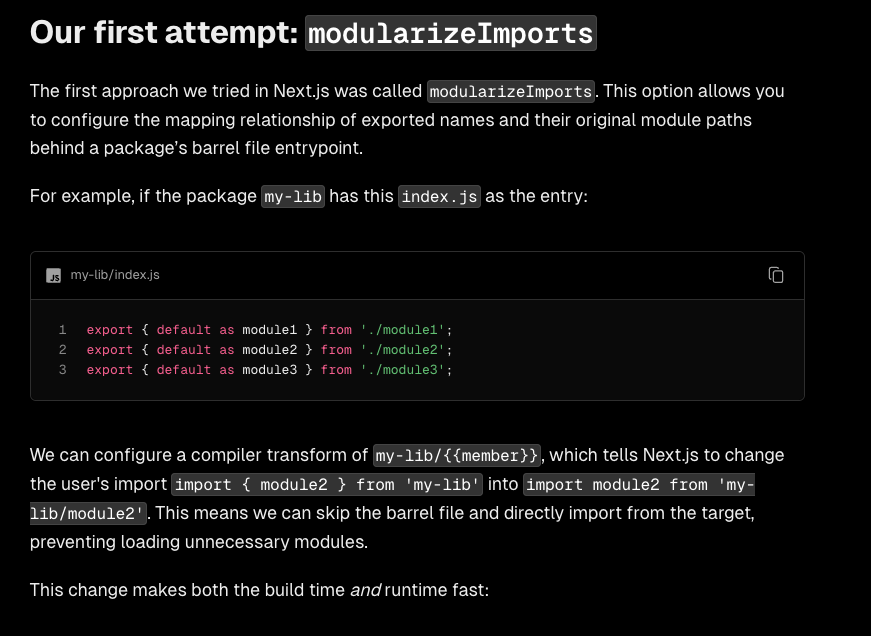 Our first attempt: modularizeImports
The first approach we tried in Next.js was called modularizeImports. This option allows you
to configure the mapping relationship of exported names and their original module paths
behind a package’s barrel file entrypoint.
For example, if the package my-lib has this index.js as the entry:
JS my-lib/index.js
1 export { default as module1 } from './module1';
2 export { default as module2 } from './module2';
3 export { default as module3 } from './module3';
We can configure a compiler transform of my-lib/{{member}}, which tells Next.js to change
the user's import import { module2 } from 'my-lib' into import module2 from 'my-
lib/module2'. This means we can skip the barrel file and directly import from the target,
preventing loading unnecessary modules.
This change makes both the build time and runtime fast: